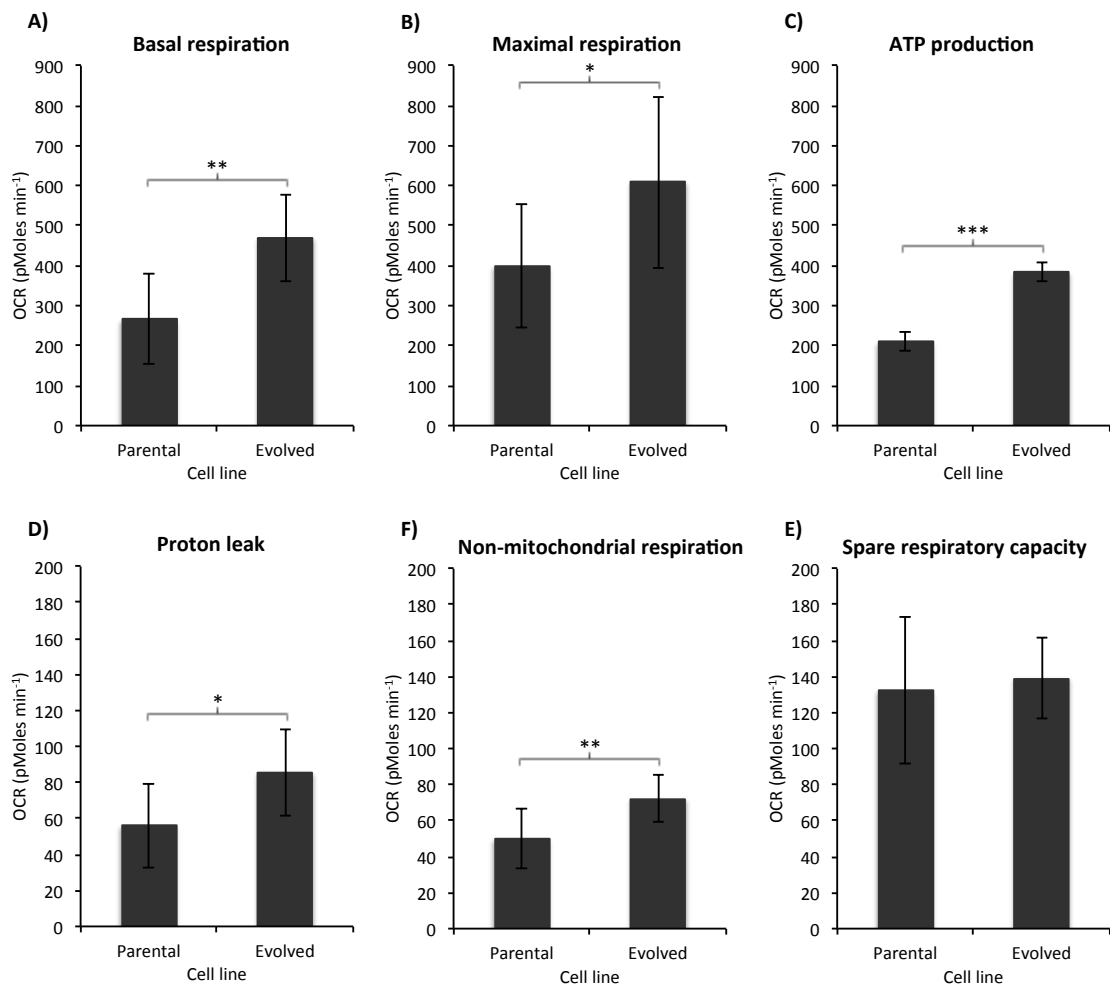 A)
Basal respiration
OCR (pMoles min⁻¹)
900
800
700
600
500
400
300
200
100
0
**
Parental Evolved
Cell line
B)
Maximal respiration
OCR (pMoles min⁻¹)
900
800
700
600
500
400
300
200
100
0
*
Parental Evolved
Cell line
C)
ATP production
OCR (pMoles min⁻¹)
900
800
700
600
500
400
300
200
100
0
***
Parental Evolved
Cell line
D)
Proton leak
OCR (pMoles min⁻¹)
200
180
160
140
120
100
80
60
40
20
0
*
Parental Evolved
Cell line
F)
Non-mitochondrial respiration
OCR (pMoles min⁻¹)
200
180
160
140
120
100
80
60
40
20
0
**
Parental Evolved
Cell line
E)
Spare respiratory capacity
OCR (pMoles min⁻¹)
200
180
160
140
120
100
80
60
40
20
0
Parental Evolved
Cell line